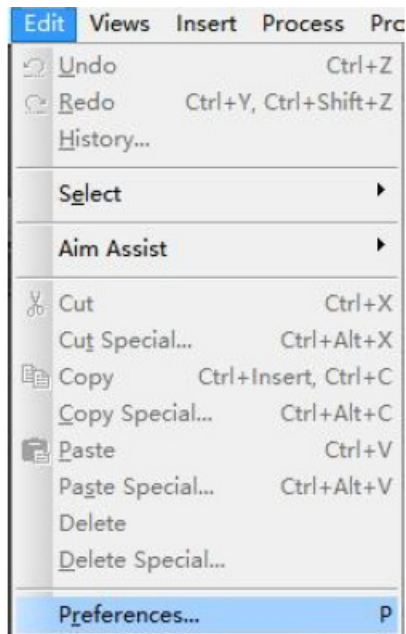 Edit Views Insert Process Pro
Undo Ctrl+Z
Redo Ctrl+Y, Ctrl+Shift+Z
History...
Select
Aim Assist
Cut Ctrl+X
Cut Special... Ctrl+Alt+X
Copy Ctrl+Insert, Ctrl+C
Copy Special... Ctrl+Alt+C
Paste Ctrl+V
Paste Special... Ctrl+Alt+V
Delete
Delete Special...
Preferences... P